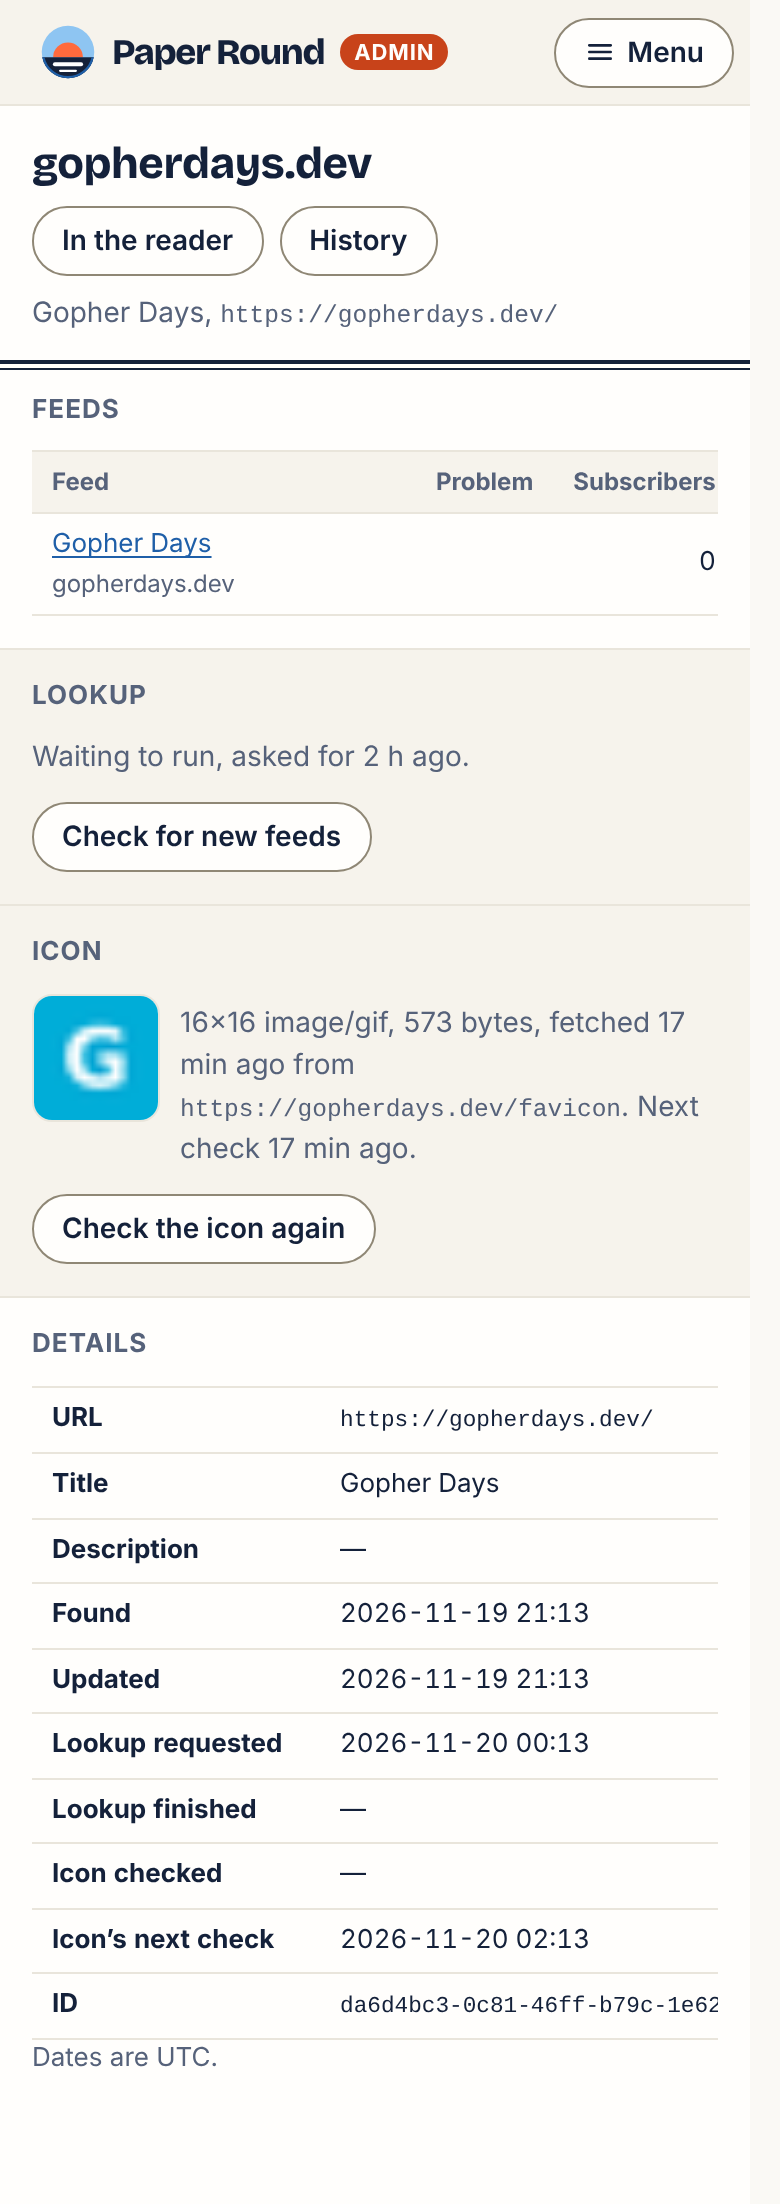 Paper Round ADMIN Menu
gopherdays.dev
In the reader History
Gopher Days, https://gopherdays.dev/
FEEDS
Feed Problem Subscribers
Gopher Days
gopherdays.dev
0
LOOKUP
Waiting to run, asked for 2 h ago.
Check for new feeds
ICON
G
16×16 image/gif, 573 bytes, fetched 17
min ago from
https://gopherdays.dev/favicon. Next
check 17 min ago.
Check the icon again
DETAILS
URL https://gopherdays.dev/
Title Gopher Days
Description —
Found 2026-11-19 21:13
Updated 2026-11-19 21:13
Lookup requested 2026-11-20 00:13
Lookup finished —
Icon checked —
Icon’s next check 2026-11-20 02:13
ID da6d4bc3-0c81-46ff-b79c-1e62
Dates are UTC.